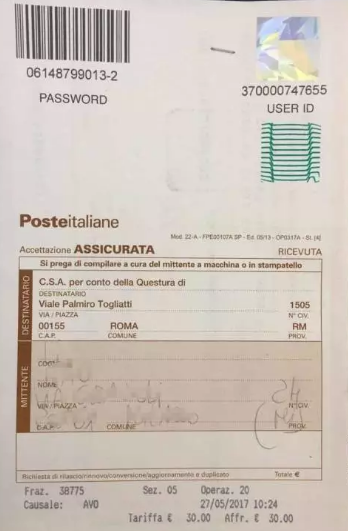 06148799013-2
PASSWORD
370000747655
USER ID
Posteitaliane
Mod. 22-A - FPE00107A SP - Ed. 05/13 - OP0317A - St. [4]
Accettazione ASSICURATA RICEVUTA
Si prega di compilare a cura del mittente a macchina o in stampatello
DESTINATARIO
C.S.A. per conto della Questura di
DESTINATARIO
Viale Palmiro Togliatti 1505
VIA / PIAZZA N° CIV.
00155 ROMA RM
C.A.P. COMUNE PROV.
MITTENTE
NOME
VIA / PIAZZA N° CIV.
C.A.P. COMUNE PROV.
Richiesta di rilascio/rinnovo/conversione/aggiornamento e duplicato Totale €
Fraz. 38775 Sez. 05 Operaz. 20
Causale: AVO 27/05/2017 10:24
Tariffa € 30.00 Affr. € 30.00